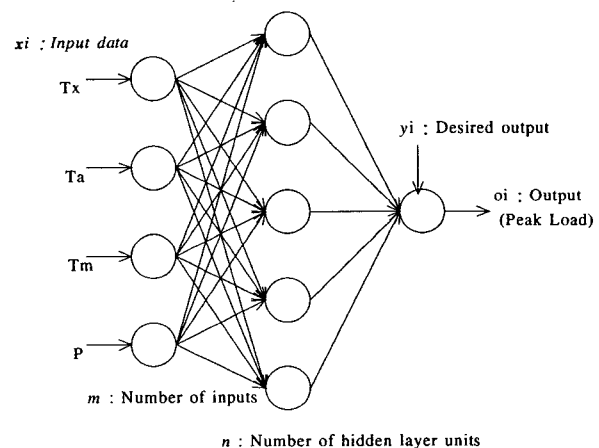 xi : Input data
Tx
Ta
Tm
P
yi : Desired output
oi : Output
(Peak Load)
m : Number of inputs
n : Number of hidden layer units